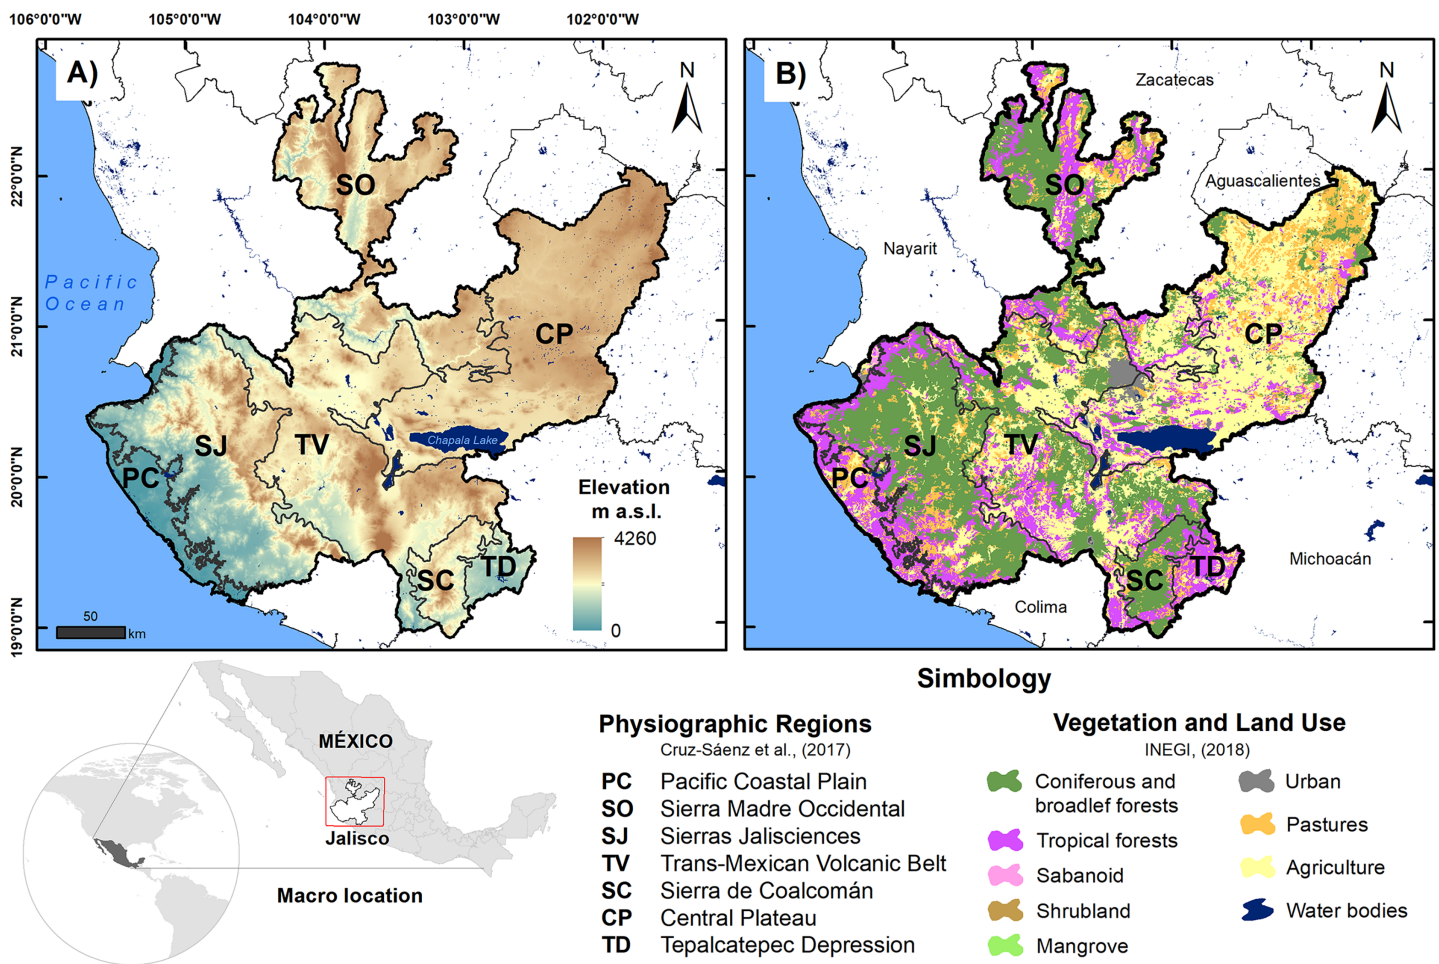 106°0'0"W 105°0'0"W 104°0'0"W 103°0'0"W 102°0'0"W
A)
N
22°0'0"N
21°0'0"N
20°0'0"N
19°0'0"N
Pacific
Ocean
SO
CP
SJ
TV
PC
SC
TD
Chapala Lake
Elevation
m a.s.l.
4260
0
50
km
B)
N
Zacatecas
Aguascalientes
Nayarit
SO
CP
SJ
TV
PC
SC
TD
Michoacán
Colima
MÉXICO
Jalisco
Macro location
Simbology
Physiographic Regions
Cruz-Sáenz et al., (2017)
PC Pacific Coastal Plain
SO Sierra Madre Occidental
SJ Sierras Jalisciences
TV Trans-Mexican Volcanic Belt
SC Sierra de Coalcomán
CP Central Plateau
TD Tepalcatepec Depression
Vegetation and Land Use
INEGI, (2018)
Coniferous and
broadlef forests
Tropical forests
Sabanoid
Shrubland
Mangrove
Urban
Pastures
Agriculture
Water bodies